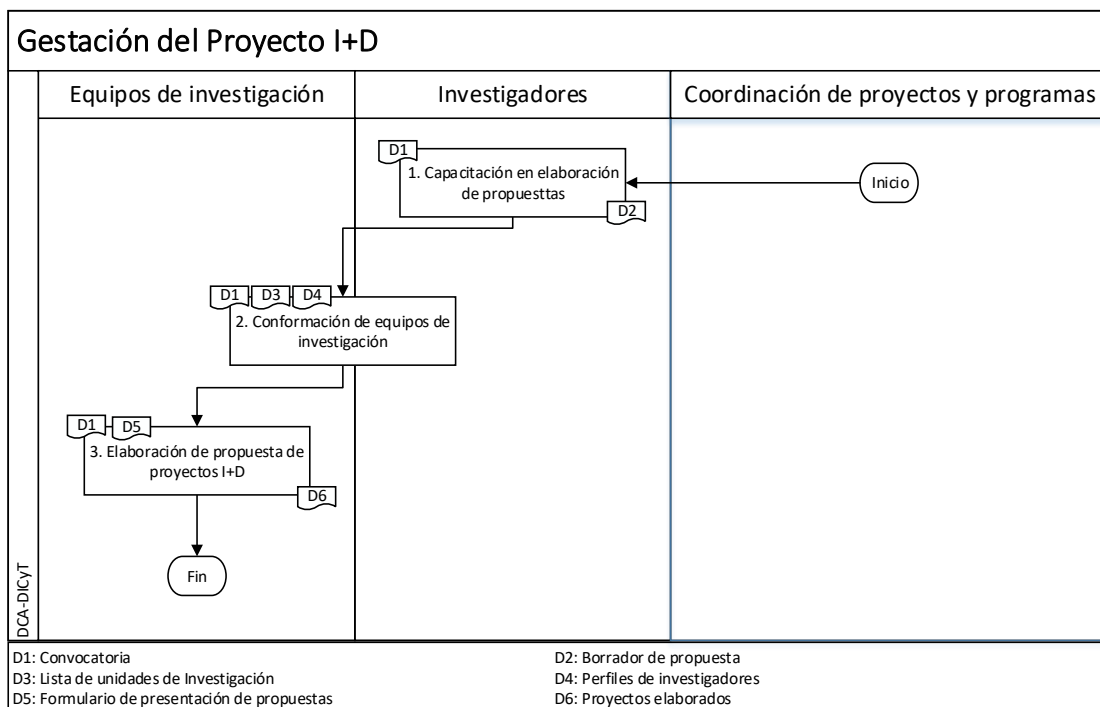 Gestación del Proyecto I+D
Equipos de investigación
Investigadores
Coordinación de proyectos y programas
D1
1. Capacitación en elaboración
de propuesttas
D2
Inicio
D1
D3
D4
2. Conformación de equipos de
investigación
D1
D5
3. Elaboración de propuesta de
proyectos I+D
D6
Fin
DCA-DICyT
D1: Convocatoria
D2: Borrador de propuesta
D3: Lista de unidades de Investigación
D4: Perfiles de investigadores
D5: Formulario de presentación de propuestas
D6: Proyectos elaborados